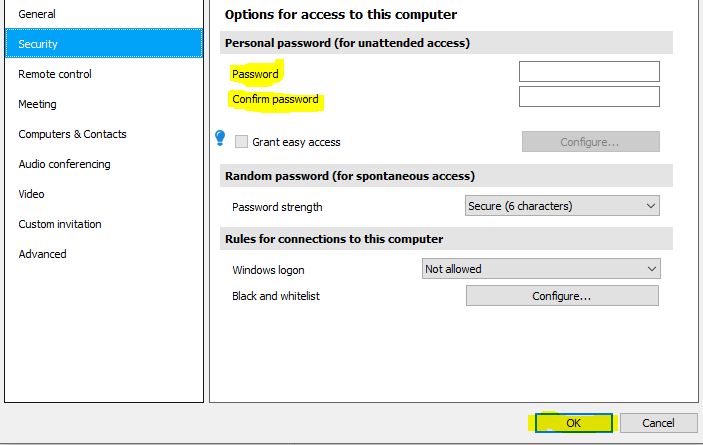 General
Security
Remote control
Meeting
Computers & Contacts
Audio conferencing
Video
Custom invitation
Advanced
Options for access to this computer
Personal password (for unattended access)
Password
Confirm password
Grant easy access Configure...
Random password (for spontaneous access)
Password strength Secure (6 characters)
Rules for connections to this computer
Windows logon Not allowed
Black and whitelist Configure...
OK Cancel